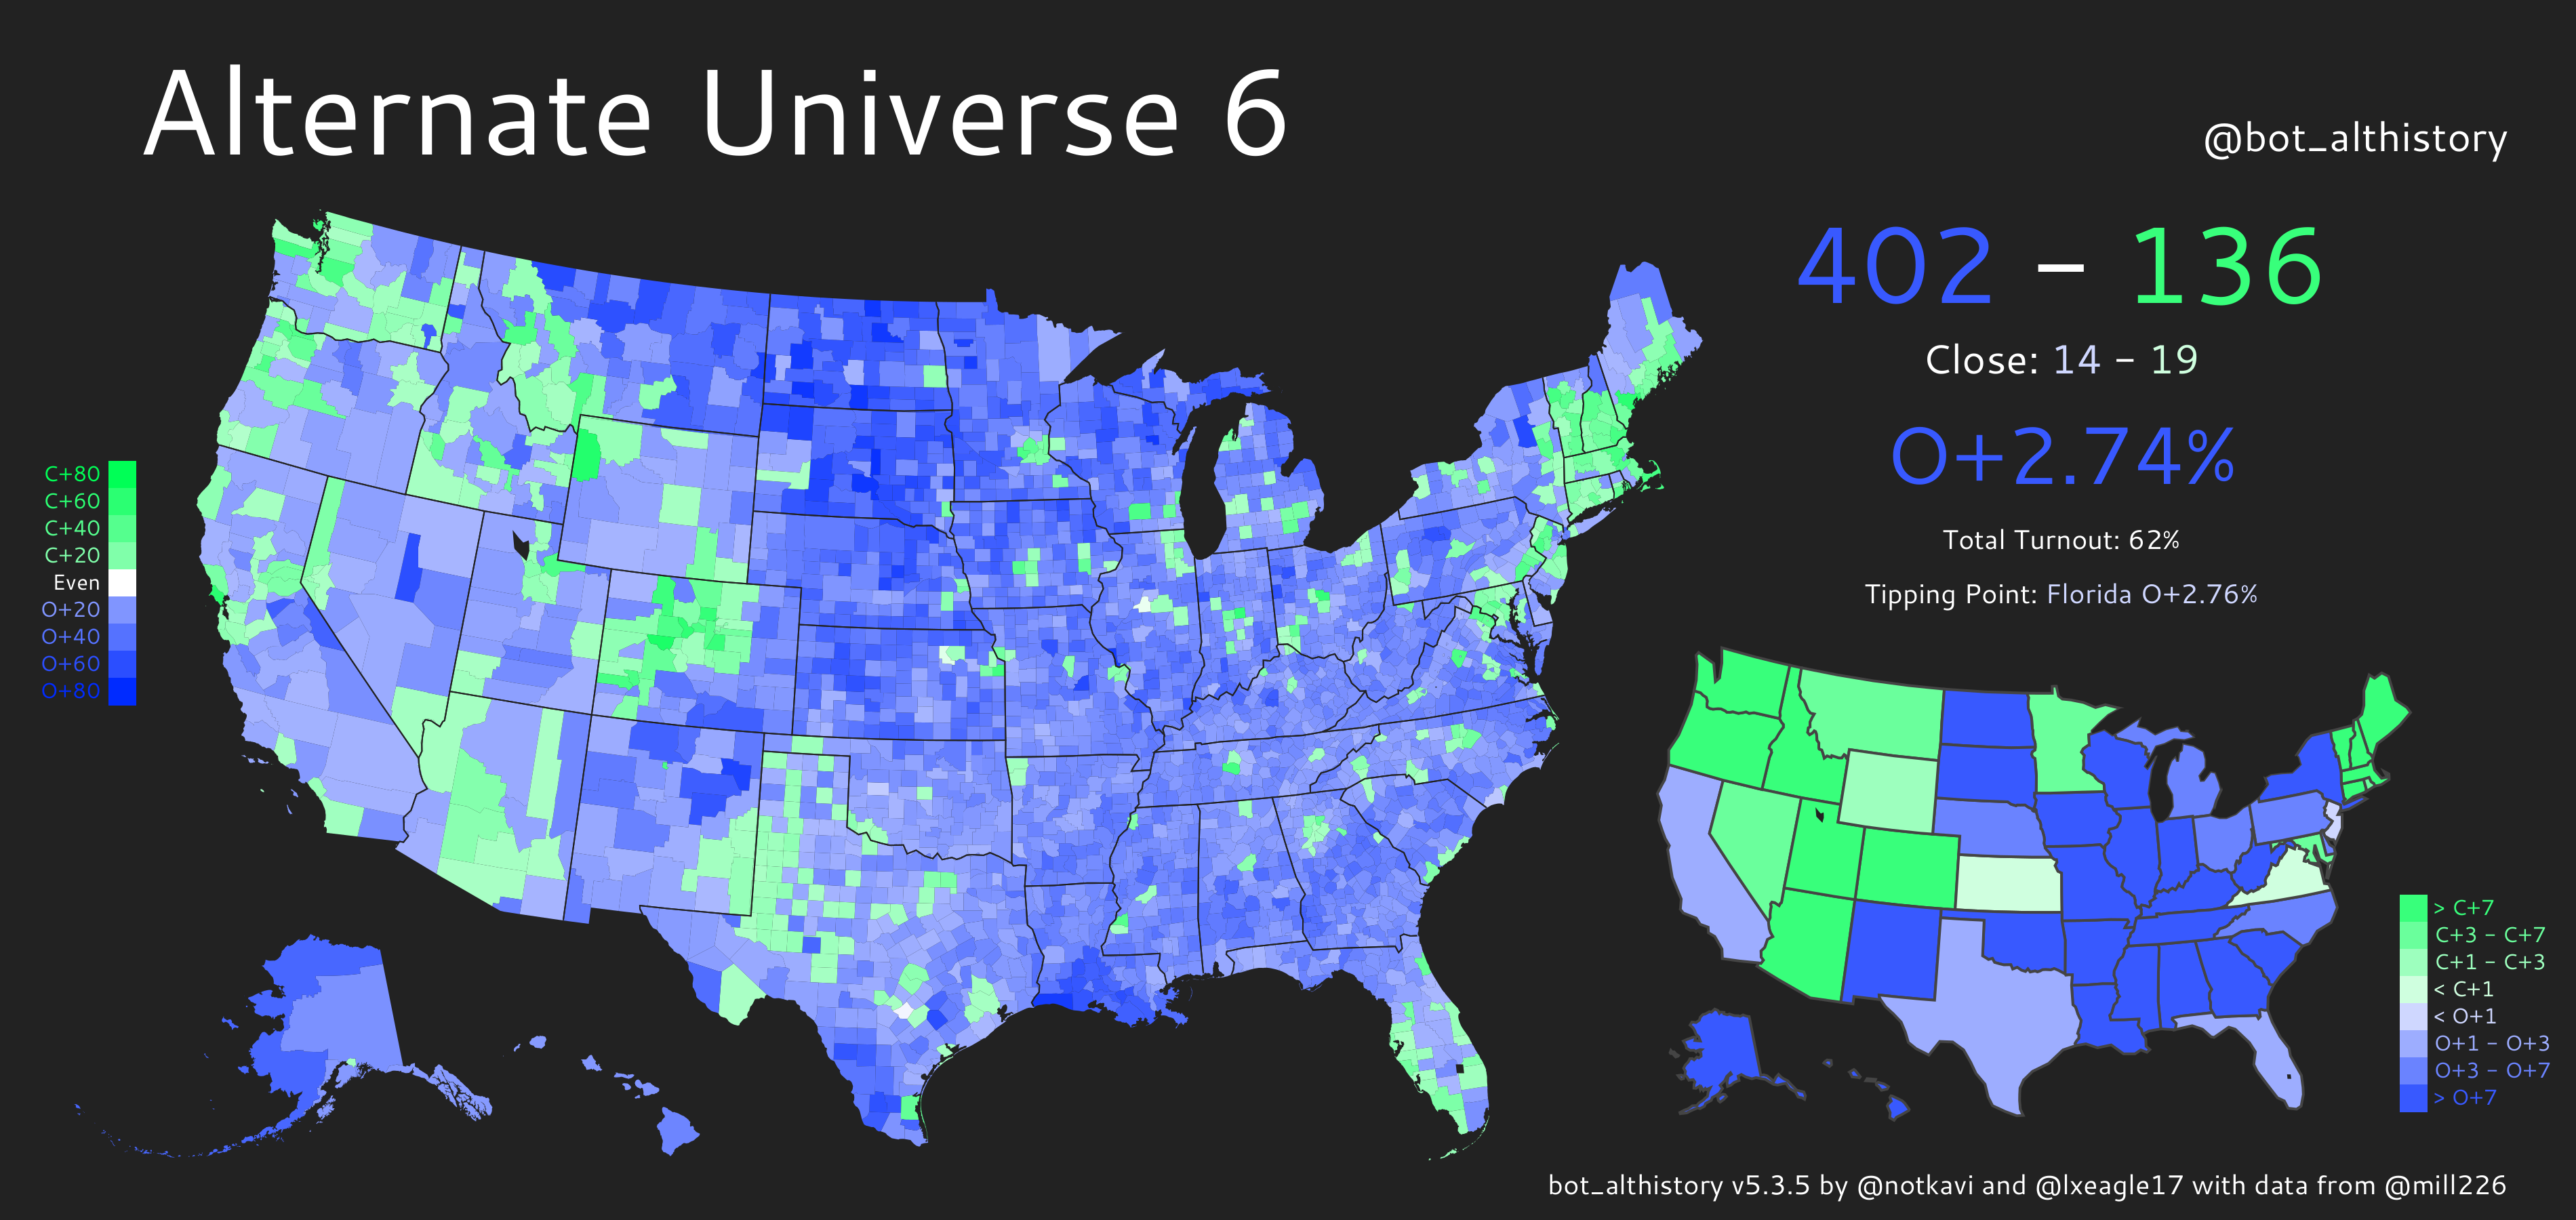 Alternate Universe 6
@bot_althistory
402 – 136
Close: 14 – 19
O+2.74%
Total Turnout: 62%
Tipping Point: Florida O+2.76%
C+80
C+60
C+40
C+20
Even
O+20
O+40
O+60
O+80
> C+7
C+3 – C+7
C+1 – C+3
< C+1
< O+1
O+1 – O+3
O+3 – O+7
> O+7
bot_althistory v5.3.5 by @notkavi and @lxeagle17 with data from @mill226